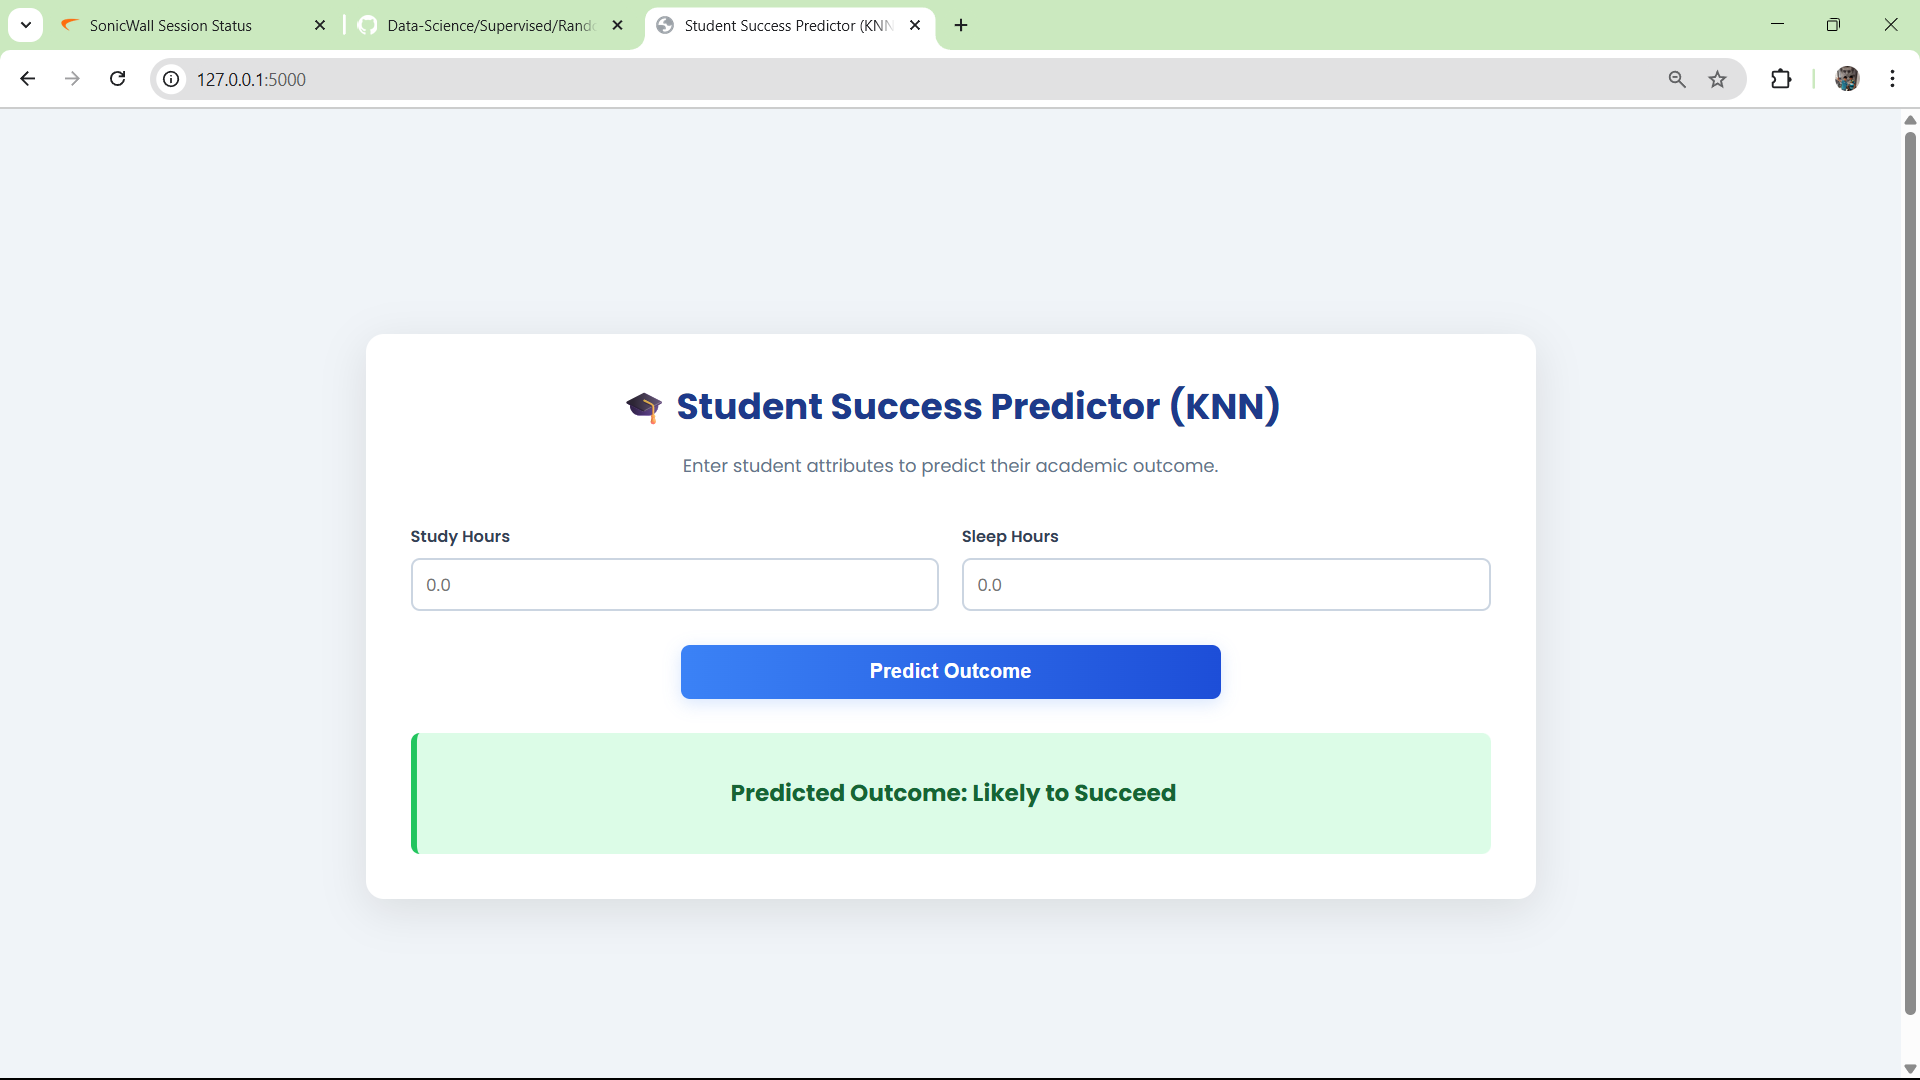 SonicWall Session Status
Data-Science/Supervised/Rand
Student Success Predictor (KNN
127.0.0.1:5000
🎓 Student Success Predictor (KNN)
Enter student attributes to predict their academic outcome.
Study Hours
Sleep Hours
0.0
0.0
Predict Outcome
Predicted Outcome: Likely to Succeed